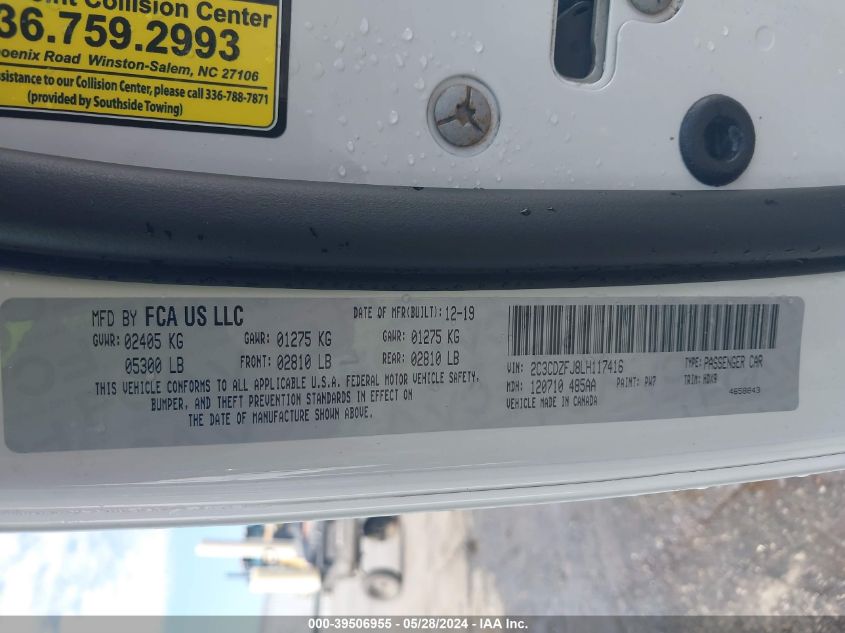 Collision Center
36.759.2993
Road Winston-Salem, NC 27106
to our Collision Center, please call 336-788-7871
(provided by Southside Towing)
MFD BY FCA US LLC DATE OF MFR(BUILT): 12-19
GVWR: 02405 KG GAWR: 01275 KG GAWR: 01275 KG
05300 LB FRONT: 02810 LB REAR: 02810 LB
THIS VEHICLE CONFORMS TO ALL APPLICABLE U.S.A. FEDERAL MOTOR VEHICLE SAFETY,
BUMPER, AND THEFT PREVENTION STANDARDS IN EFFECT ON
THE DATE OF MANUFACTURE SHOWN ABOVE.
VIN: 2C3CDZFJ8LH117416 TYPE: PASSENGER CAR
MDH: 120710 485AA PAINT: PW7 TRIM: HDX9
VEHICLE MADE IN CANADA 4658843
000-39506955 - 05/28/2024 - IAA Inc.